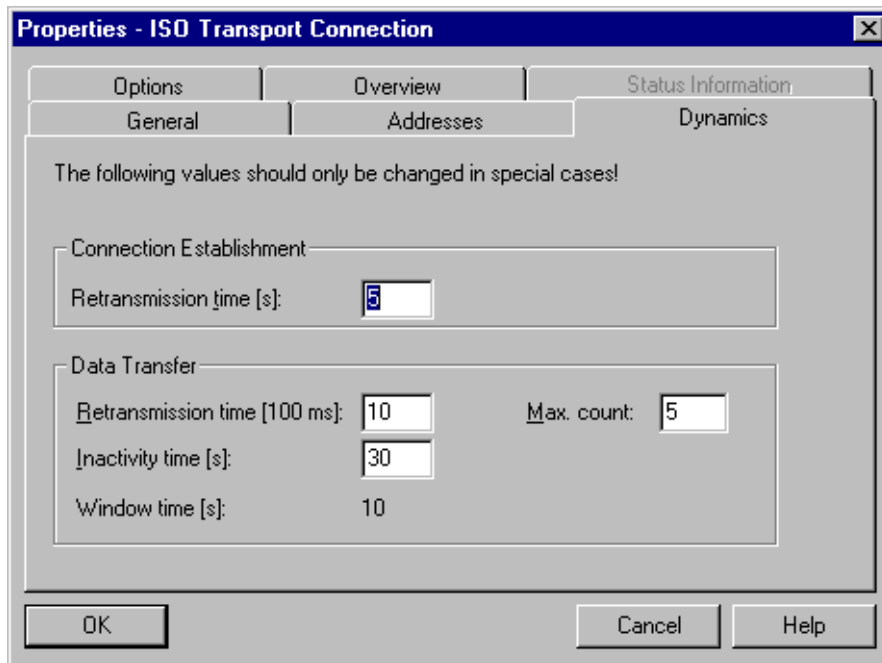 Properties - ISO Transport Connection
Options Overview Status Information
General Addresses Dynamics
The following values should only be changed in special cases!
Connection Establishment
Retransmission time [s]: 5
Data Transfer
Retransmission time [100 ms]: 10 Max. count: 5
Inactivity time [s]: 30
Window time [s]: 10
OK Cancel Help